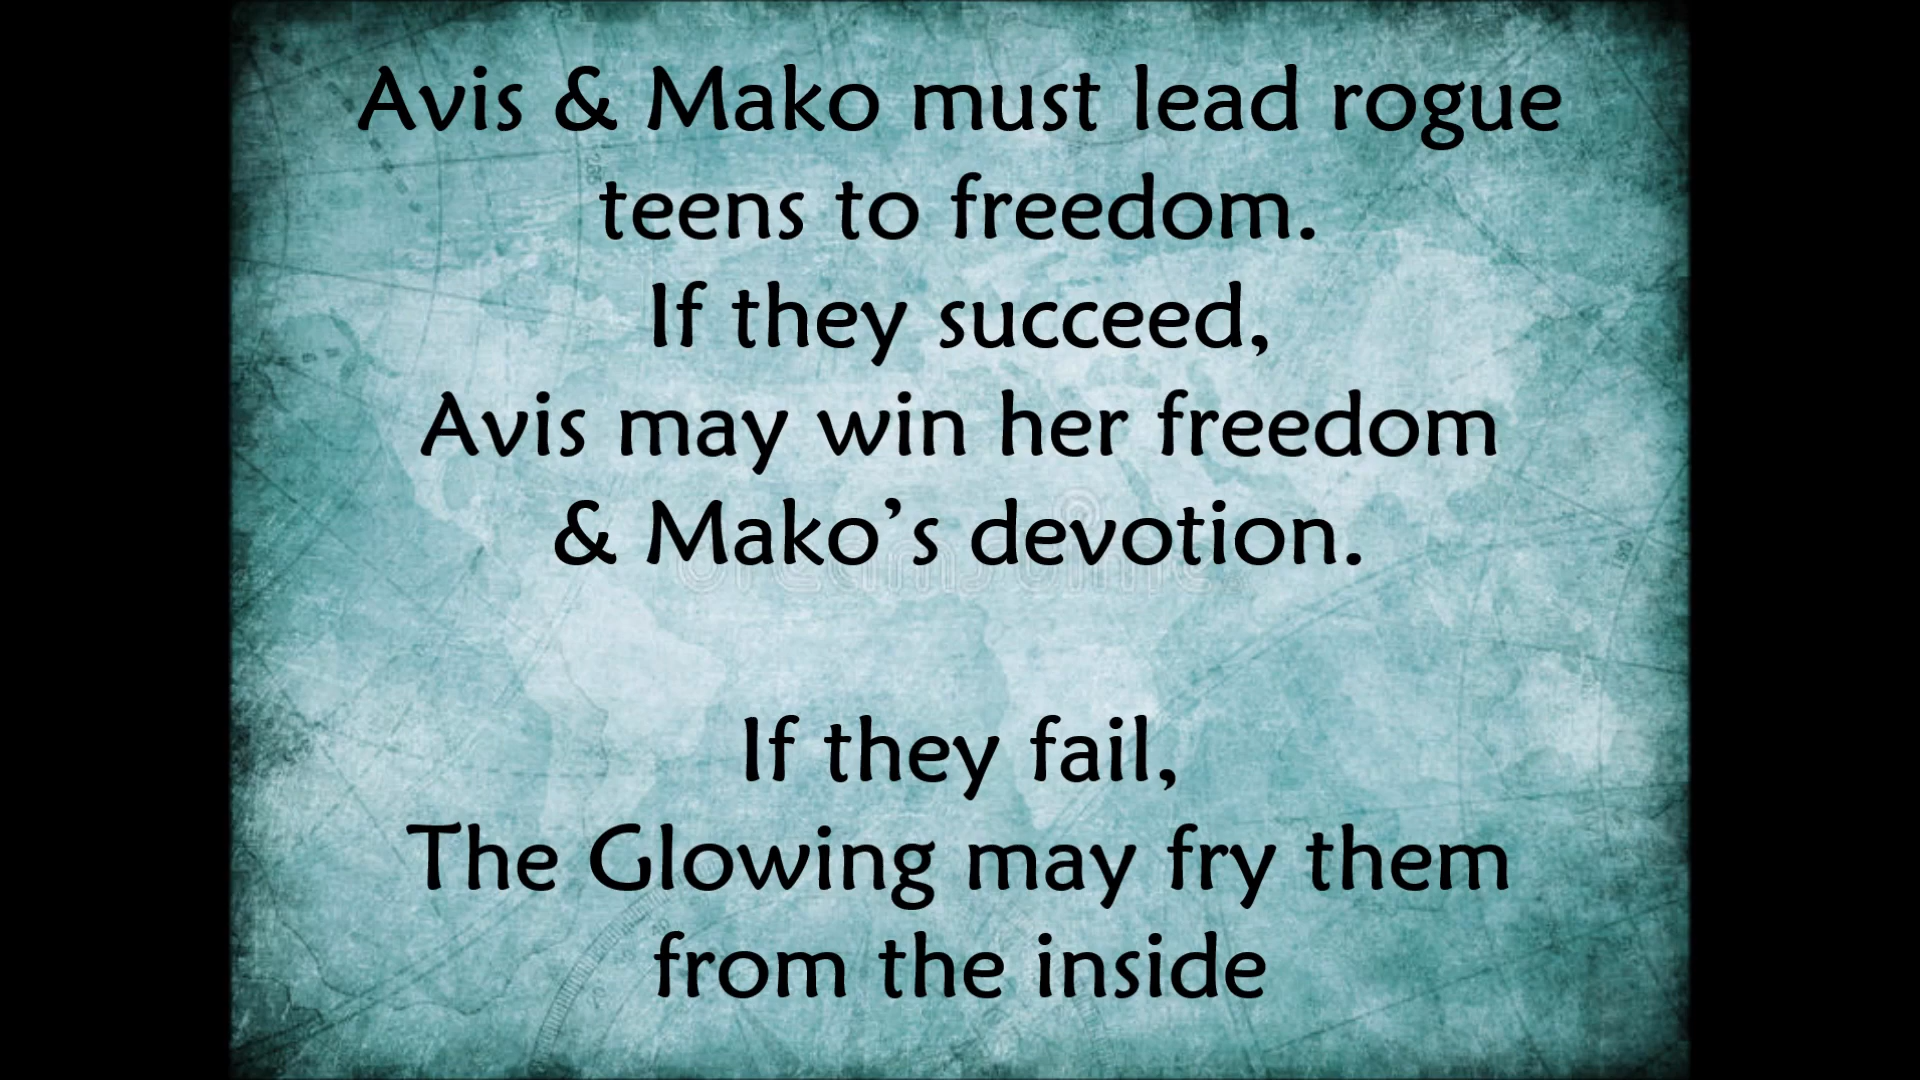 Avis & Mako must lead rogue
teens to freedom.
If they succeed,
Avis may win her freedom
& Mako’s devotion.
If they fail,
The Glowing may fry them
from the inside